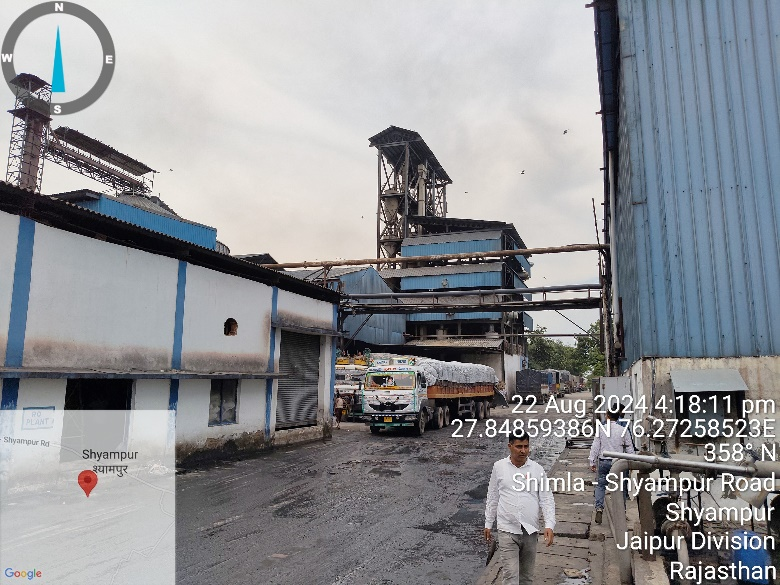 N
W
E
S
RO
PLANT
Shyampur Rd
Shyampur
श्यामपुर
Google
22 Aug 2024 4:18:11 pm
27.84859386N 76.27258523E
358° N
Shimla - Shyampur Road
Shyampur
Jaipur Division
Rajasthan